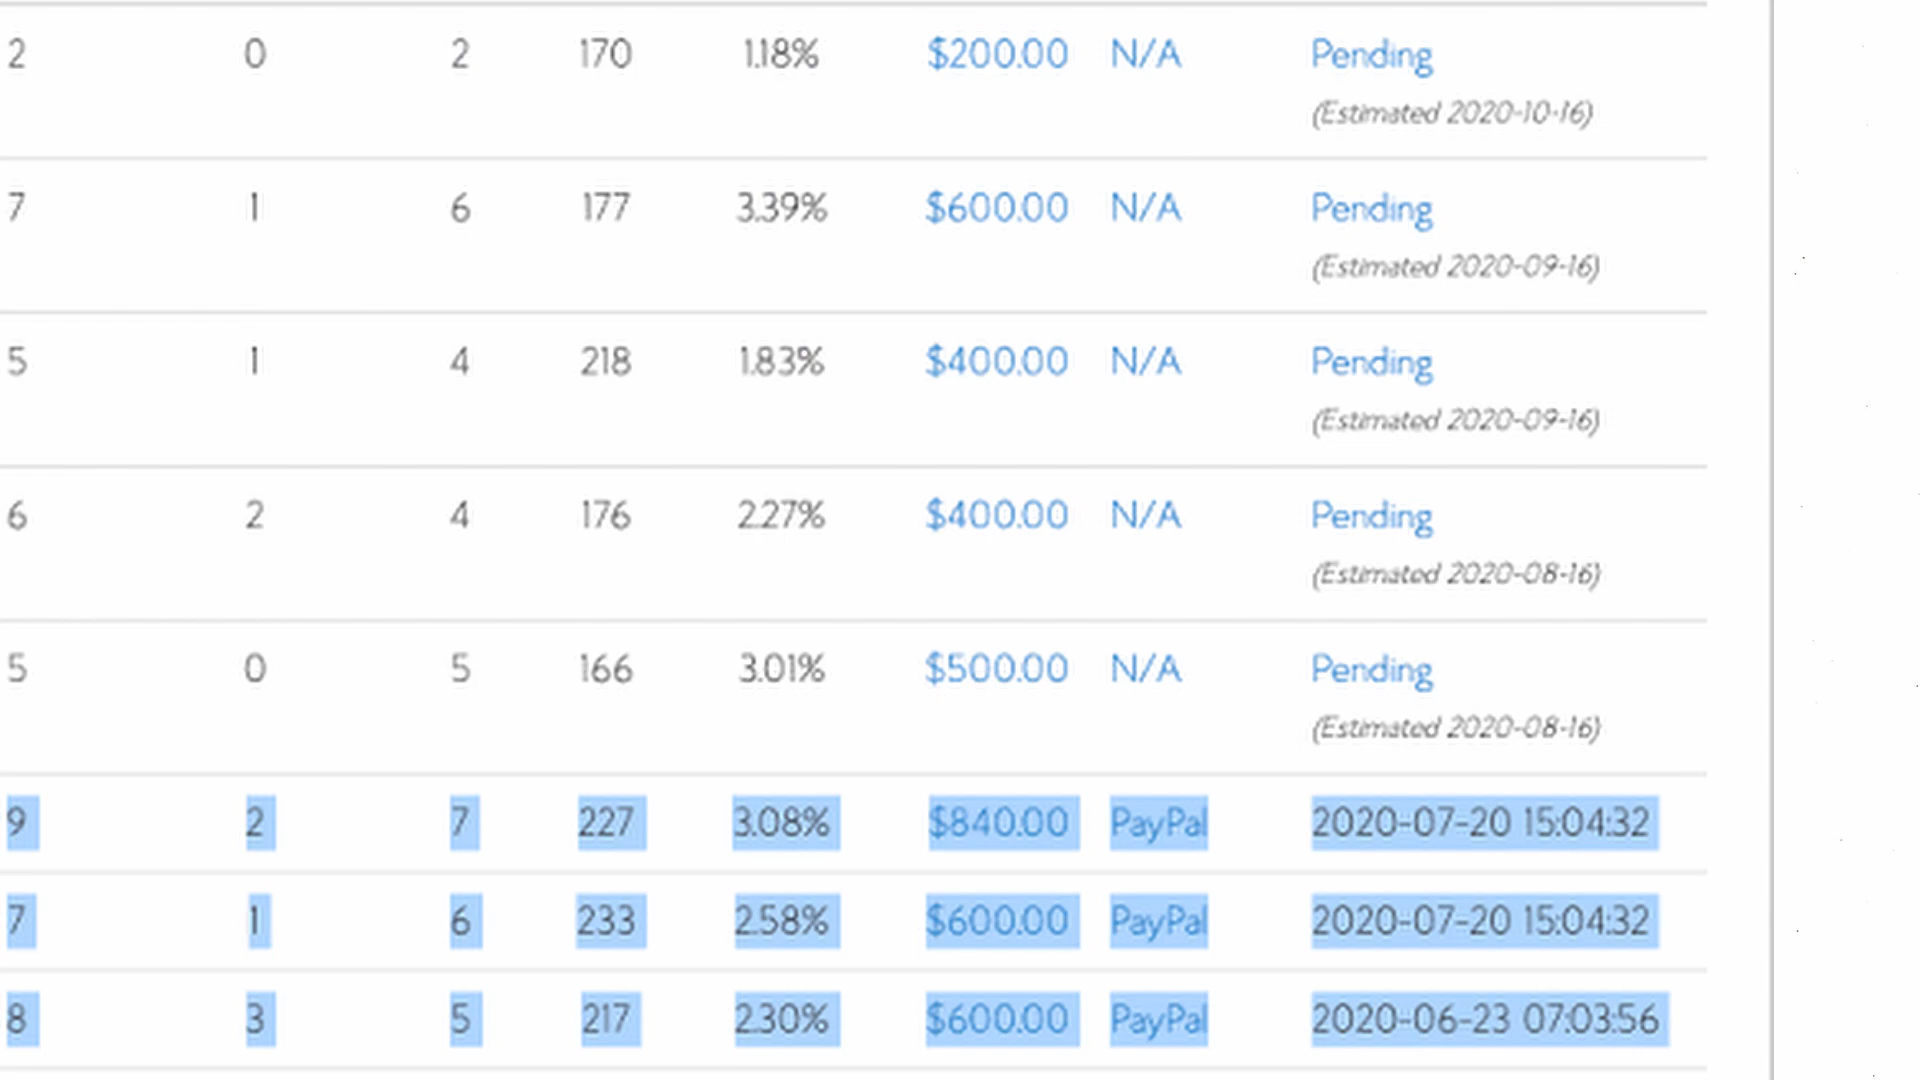 2 0 2 170 1.18% $200.00 N/A Pending
(Estimated 2020-10-16)
7 1 6 177 3.39% $600.00 N/A Pending
(Estimated 2020-09-16)
5 1 4 218 1.83% $400.00 N/A Pending
(Estimated 2020-09-16)
6 2 4 176 2.27% $400.00 N/A Pending
(Estimated 2020-08-16)
5 0 5 166 3.01% $500.00 N/A Pending
(Estimated 2020-08-16)
9 2 7 227 3.08% $840.00 PayPal 2020-07-20 15:04:32
7 1 6 233 2.58% $600.00 PayPal 2020-07-20 15:04:32
8 3 5 217 2.30% $600.00 PayPal 2020-06-23 07:03:56